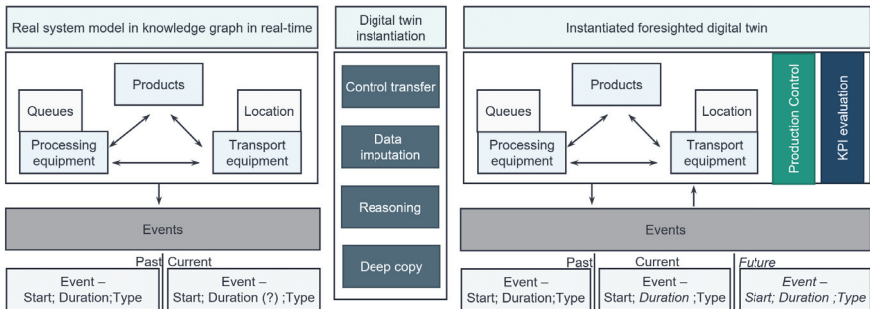 Real system model in knowledge graph in real-time
Products
Queues
Location
Processing
equipment
Transport
equipment
Events
Past
Current
Event –
Start; Duration;Type
Event –
Start; Duration (?) ;Type
Digital twin
instantiation
Control transfer
Data
imutation
Reasoning
Deep copy
Instantiated foresighted digital twin
Products
Queues
Location
Processing
equipment
Transport
equipment
Production Control
KPI evaluation
Events
Past
Current
Future
Event –
Start; Duration;Type
Event –
Start; Duration ;Type
Event –
Start; Duration ;Type